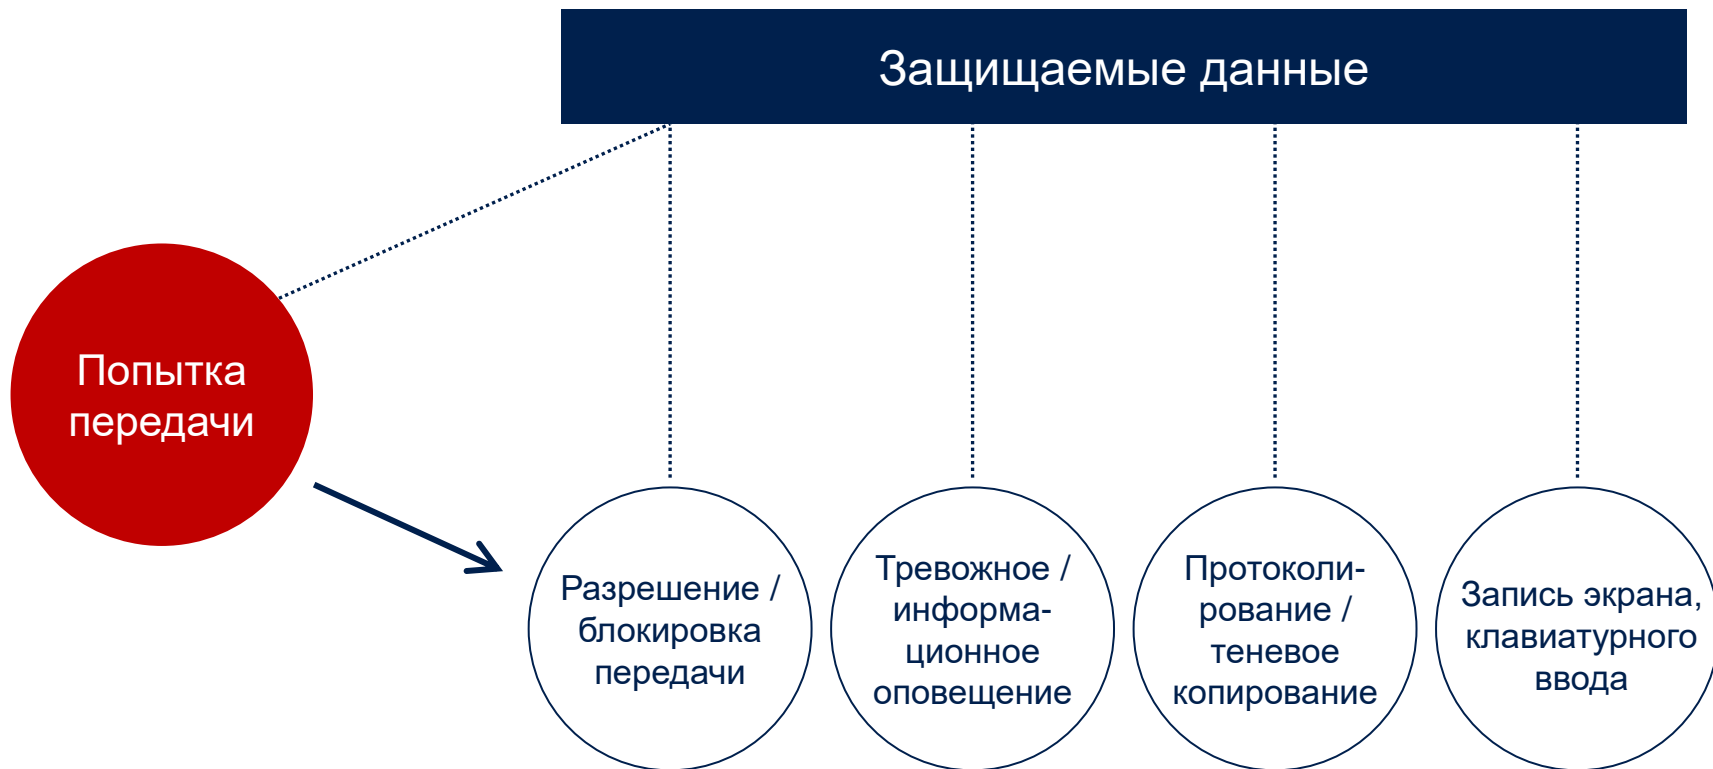 Защищаемые данные
Попытка
передачи
Разрешение /
блокировка
передачи
Тревожное /
информа-
ционное
оповещение
Протоколи-
рование /
теневое
копирование
Запись экрана,
клавиатурного
ввода